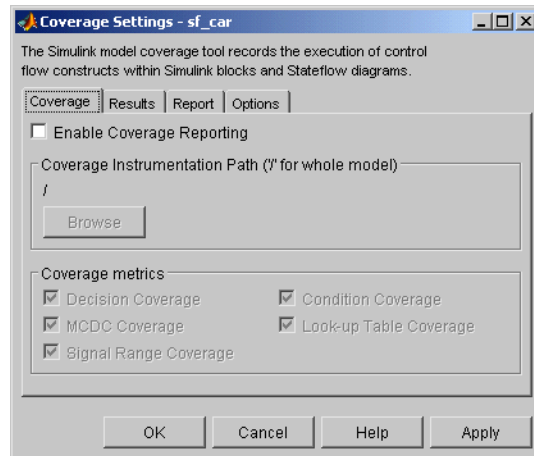 Coverage Settings - sf_car
The Simulink model coverage tool records the execution of control
flow constructs within Simulink blocks and Stateflow diagrams.
Coverage Results Report Options
Enable Coverage Reporting
Coverage Instrumentation Path ('/' for whole model)
/
Browse
Coverage metrics
Decision Coverage Condition Coverage
MCDC Coverage Look-up Table Coverage
Signal Range Coverage
OK Cancel Help Apply